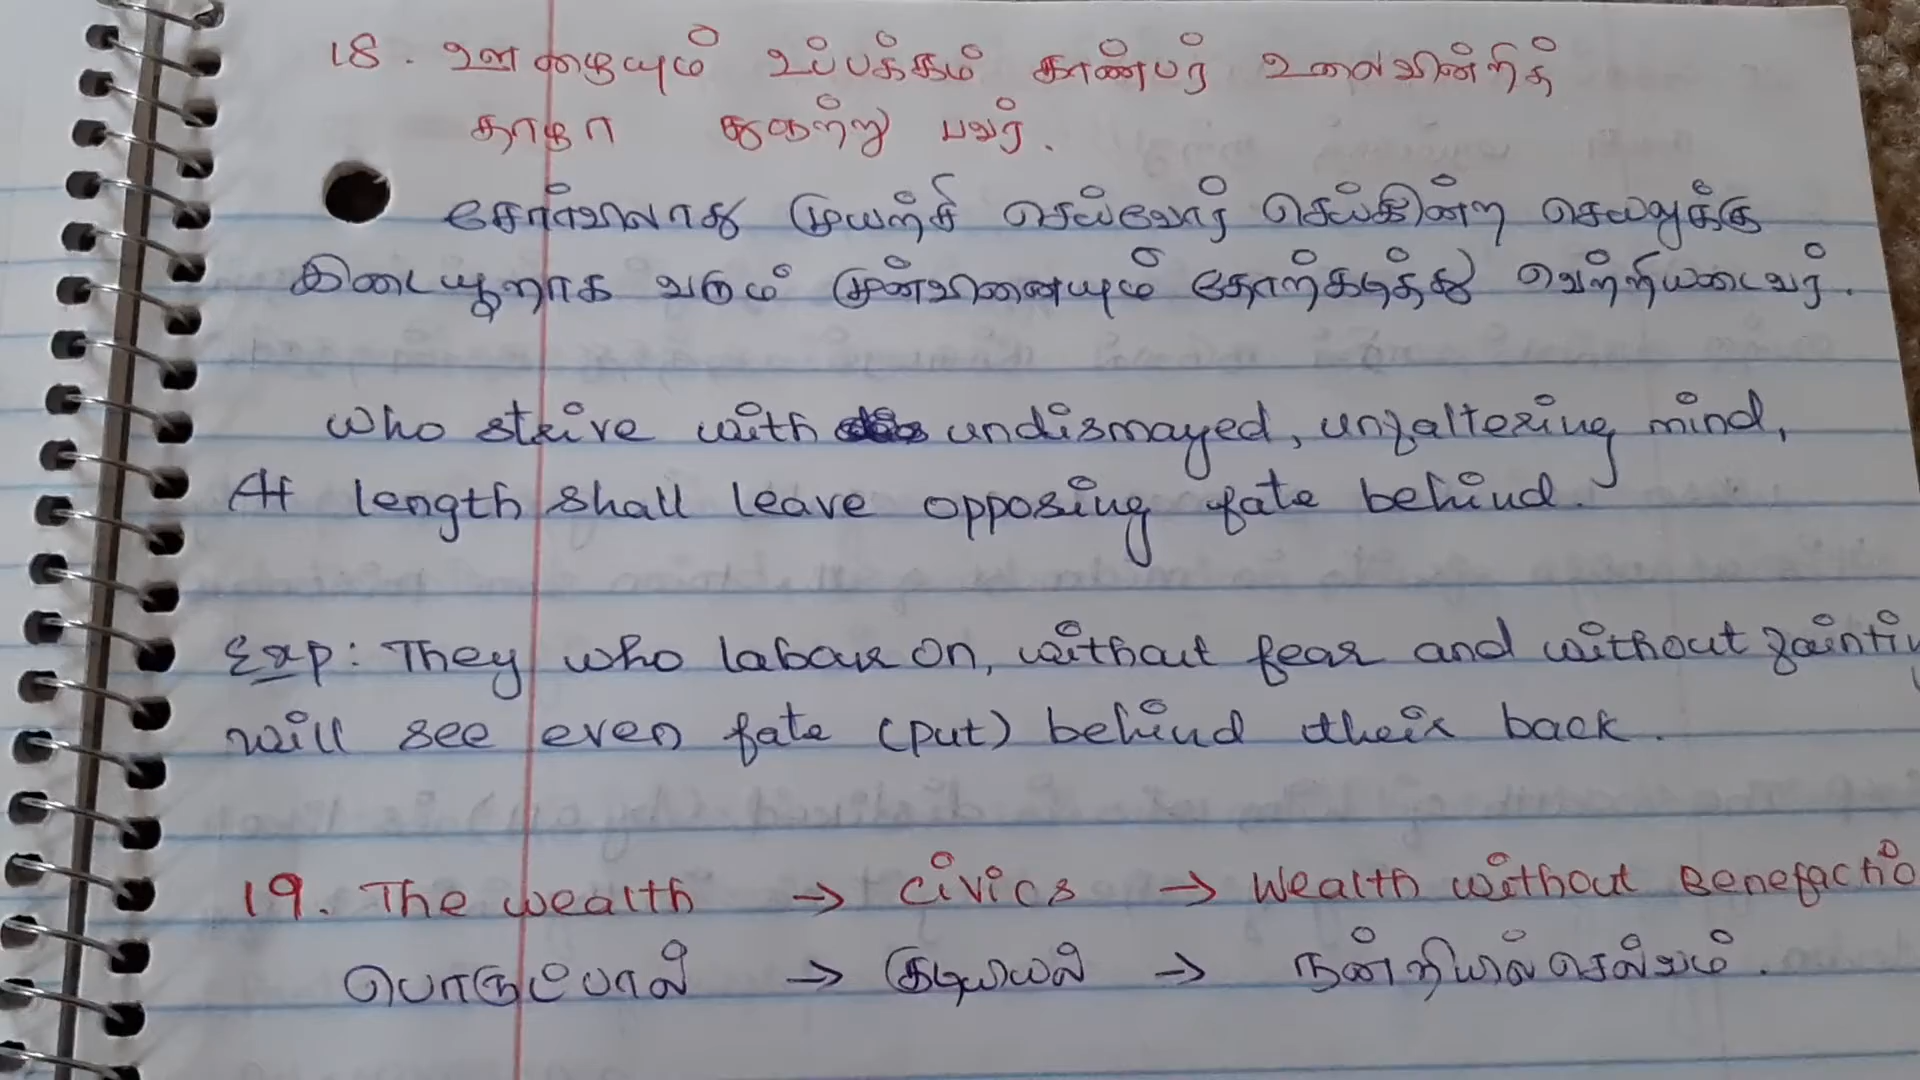 18. ஊழையும் உப்பக்கம் காண்பர் உலைவின்றித்
தாழா துஞற்று பவர்.
சோர்விலாது முயற்சி செய்வோர் செய்கின்ற செயலுக்கு
இடையூறாக வரும் முன்வினையும் தோற்கடித்து வெற்றியடைவர்.
Who strive with undismayed, unfaltering mind,
At length shall leave opposing fate behind.
Exp: They who labour on, without fear and without faintin
will see even fate (put) behind their back.
19. The wealth → civics → Wealth without Benefactio
பொருட்பால் → குடியியல் → நன்றியில்செல்வம்.